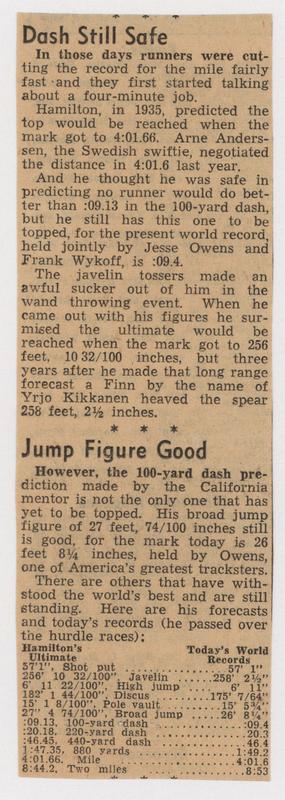 * * *
Dash Still Safe
In those days runners were cut-
ting the record for the mile fairly
fast and they first started talking
about a four-minute job.
Hamilton, in 1935, predicted the
top would be reached when the
mark got to 4:01.66. Arne Anders-
sen, the Swedish swiftie, negotiated
the distance in 4:01.6 last year.
And he thought he was safe in
predicting no runner would do bet-
ter than :09.13 in the 100-yard dash,
but he still has this one to be
topped, for the present world record,
held jointly by Jesse Owens and
Frank Wykoff, is :09.4.
The javelin tossers made an
awful sucker out of him in the
wand throwing event. When he
came out with his figures he sur-
mised the ultimate would be
reached when the mark got to 256
feet, 10 32/100 inches, but three
years after he made that long range
forecast a Finn by the name of
Yrjo Kikkanen heaved the spear
258 feet, 2½ inches.
* * *
Jump Figure Good
However, the 100-yard dash pre-
diction made by the California
mentor is not the only one that has
yet to be topped. His broad jump
figure of 27 feet, 74/100 inches still
is good, for the mark today is 26
feet 8¼ inches, held by Owens,
one of America's greatest tracksters.
There are others that have with-
stood the world's best and are still
standing. Here are his forecasts
and today's records (he passed over
the hurdle races):
Hamilton's Today's World
Ultimate Records
57'1", Shot put ........ 57' 1"
256' 10 32/100" Javelin ......258' 2½"
6' 11 22/100", High jump .... 6' 11"
182' 1 44/100", Discus ......175' 7/64"
15' 1 8/100", Pole vault .... 15' 5¾"
27" 4 74/100", Broad jump .... 26' 8¼"
:09.13, 100-yard dash ........ :09.4
:20.18, 220-yard dash ........ 20.3
:46.45, 440-yard dash ........ 46.4
1:47.35, 880 yards ........ 1:49.2
4:01.66, Mile ........ 4:01.6
8:44.2, Two miles ........ 8:53